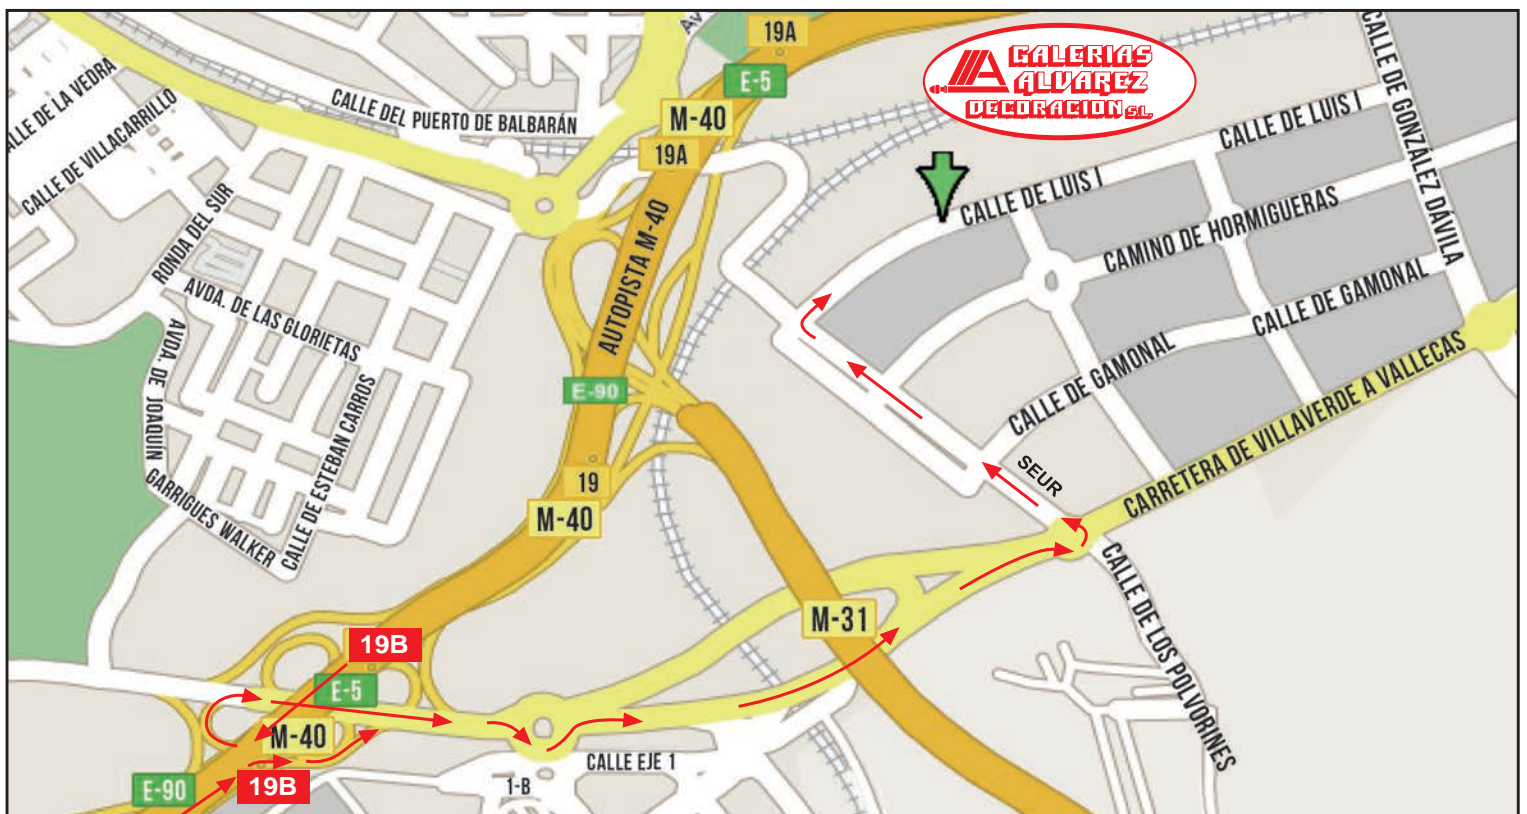 19A
Av
E-5
GALERIAS
ALVAREZ
DECORACION S.L.
CALLE DE GONZÁLEZ DÁVILA
ALLE DE LA VEDRA
CALLE DE VILLACARRILLO
CALLE DEL PUERTO DE BALBARÁN
M-40
19A
CALLE DE LUIS I
CALLE DE LUIS I
CAMINO DE HORMIGUERAS
RONDA DEL SUR
AUTOPISTA M-40
AVDA. DE LAS GLORIETAS
CALLE DE GAMONAL
CALLE DE GAMONAL
AVDA. DE JOAQUÍN GARRIGUES WALKER
CALLE DE ESTEBAN CARROS
E-90
CARRETERA DE VILLAVERDE A VALLECAS
19
M-40
SEUR
CALLE DE LOS POLVORINES
M-31
19B
E-5
M-40
CALLE EJE 1
1-B
E-90
19B